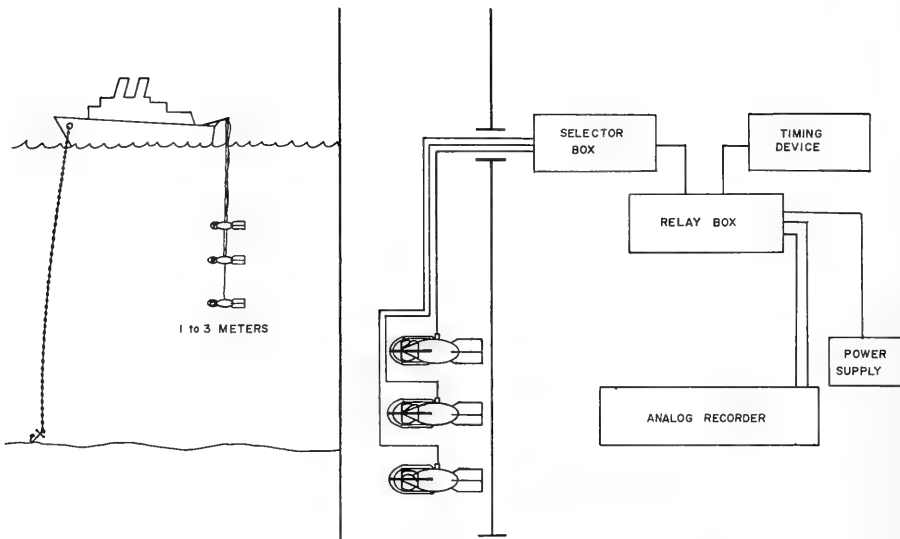 1 to 3 METERS
SELECTOR
BOX
TIMING
DEVICE
RELAY BOX
POWER
SUPPLY
ANALOG RECORDER